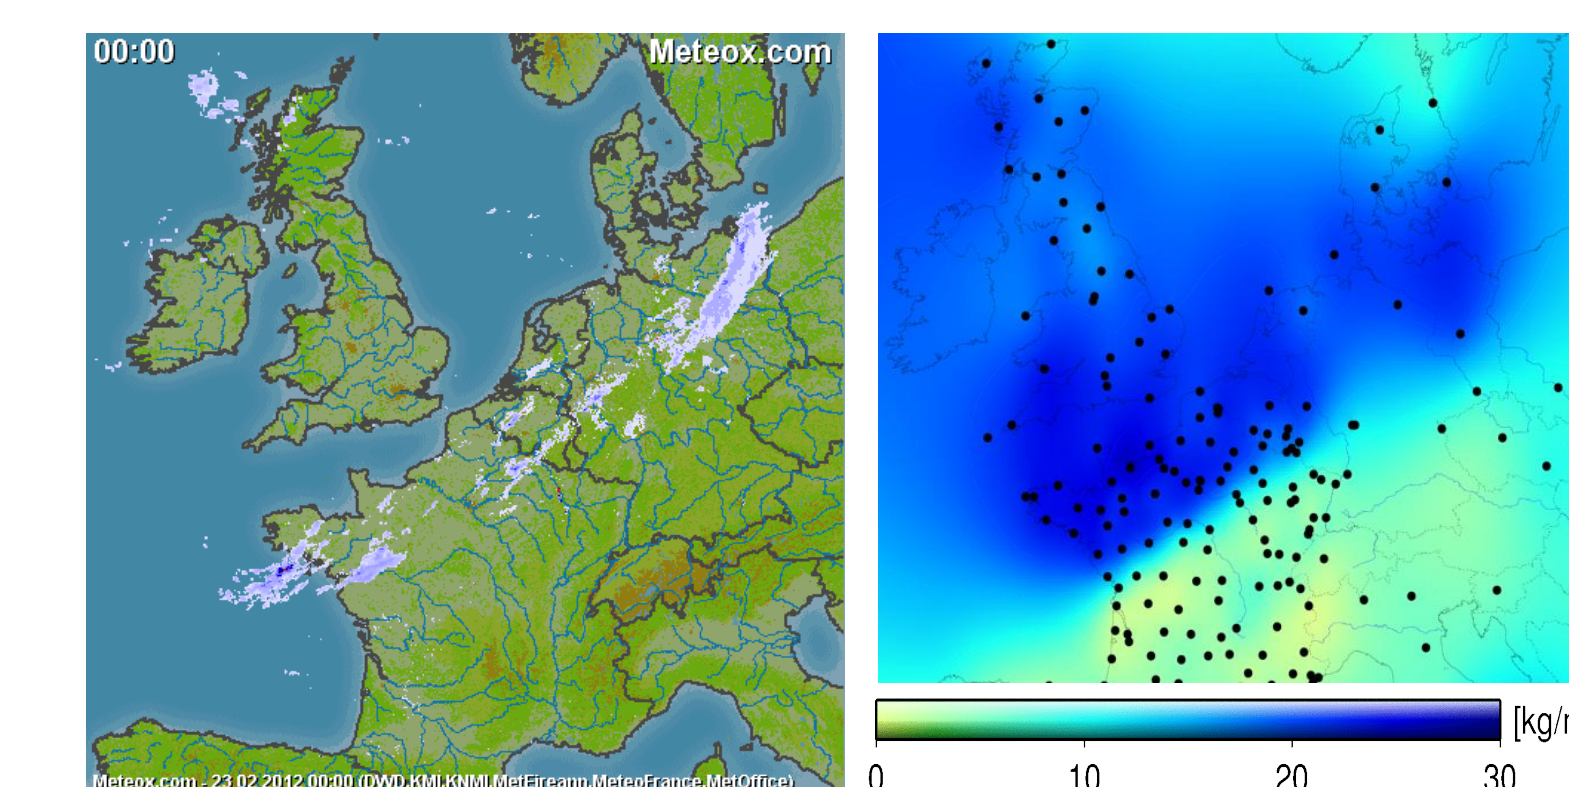 00:00 Meteox.com
Meteox.com - 23.02.2012 00:00 (DWD,KMI,KNMI,MetEireann,MeteoFrance,MetOffice)
[kg/m
0 10 20 30